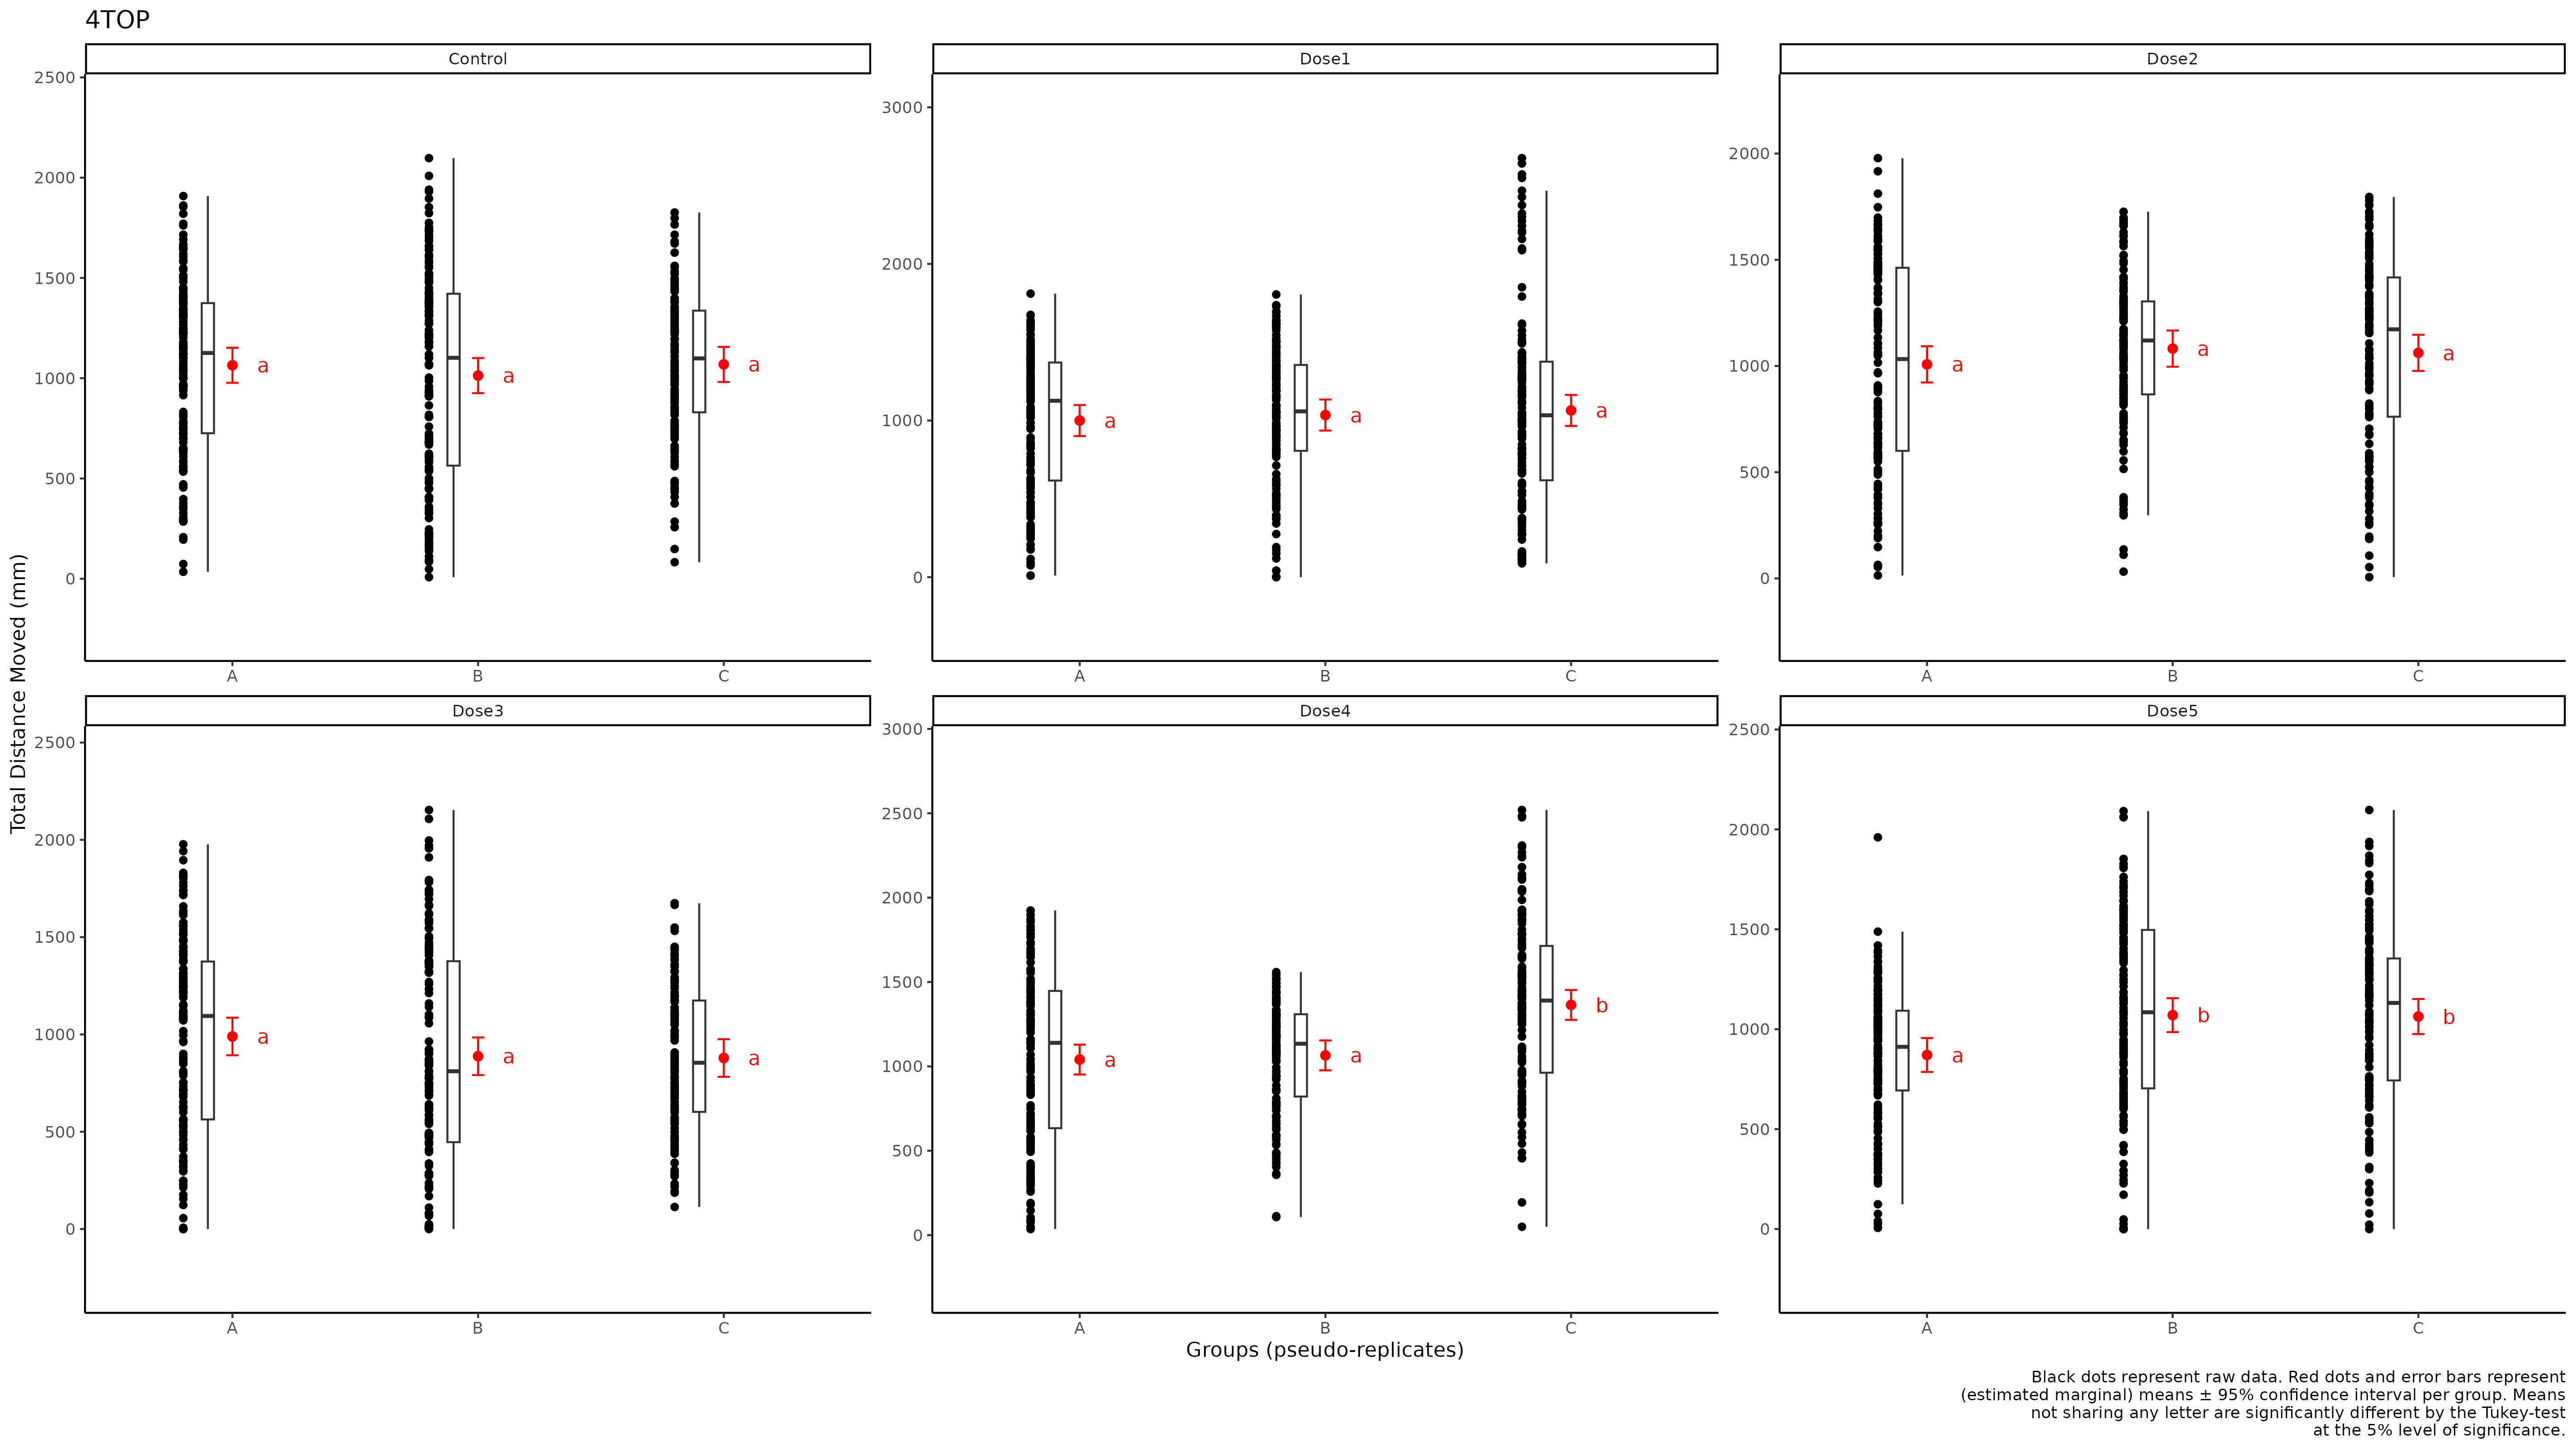 4TOP
Control
Dose1
Dose2
2500
2000
1500
1000
500
0
a
a
a
A
B
C
3000
2000
1000
0
a
a
a
A
B
C
2000
1500
1000
500
0
a
a
a
A
B
C
Total Distance Moved (mm)
Dose3
Dose4
Dose5
2500
2000
1500
1000
500
0
a
a
a
A
B
C
3000
2500
2000
1500
1000
500
0
a
a
b
A
B
C
2500
2000
1500
1000
500
0
a
b
b
A
B
C
Groups (pseudo-replicates)
Black dots represent raw data. Red dots and error bars represent
(estimated marginal) means ± 95% confidence interval per group. Means
not sharing any letter are significantly different by the Tukey-test
at the 5% level of significance.